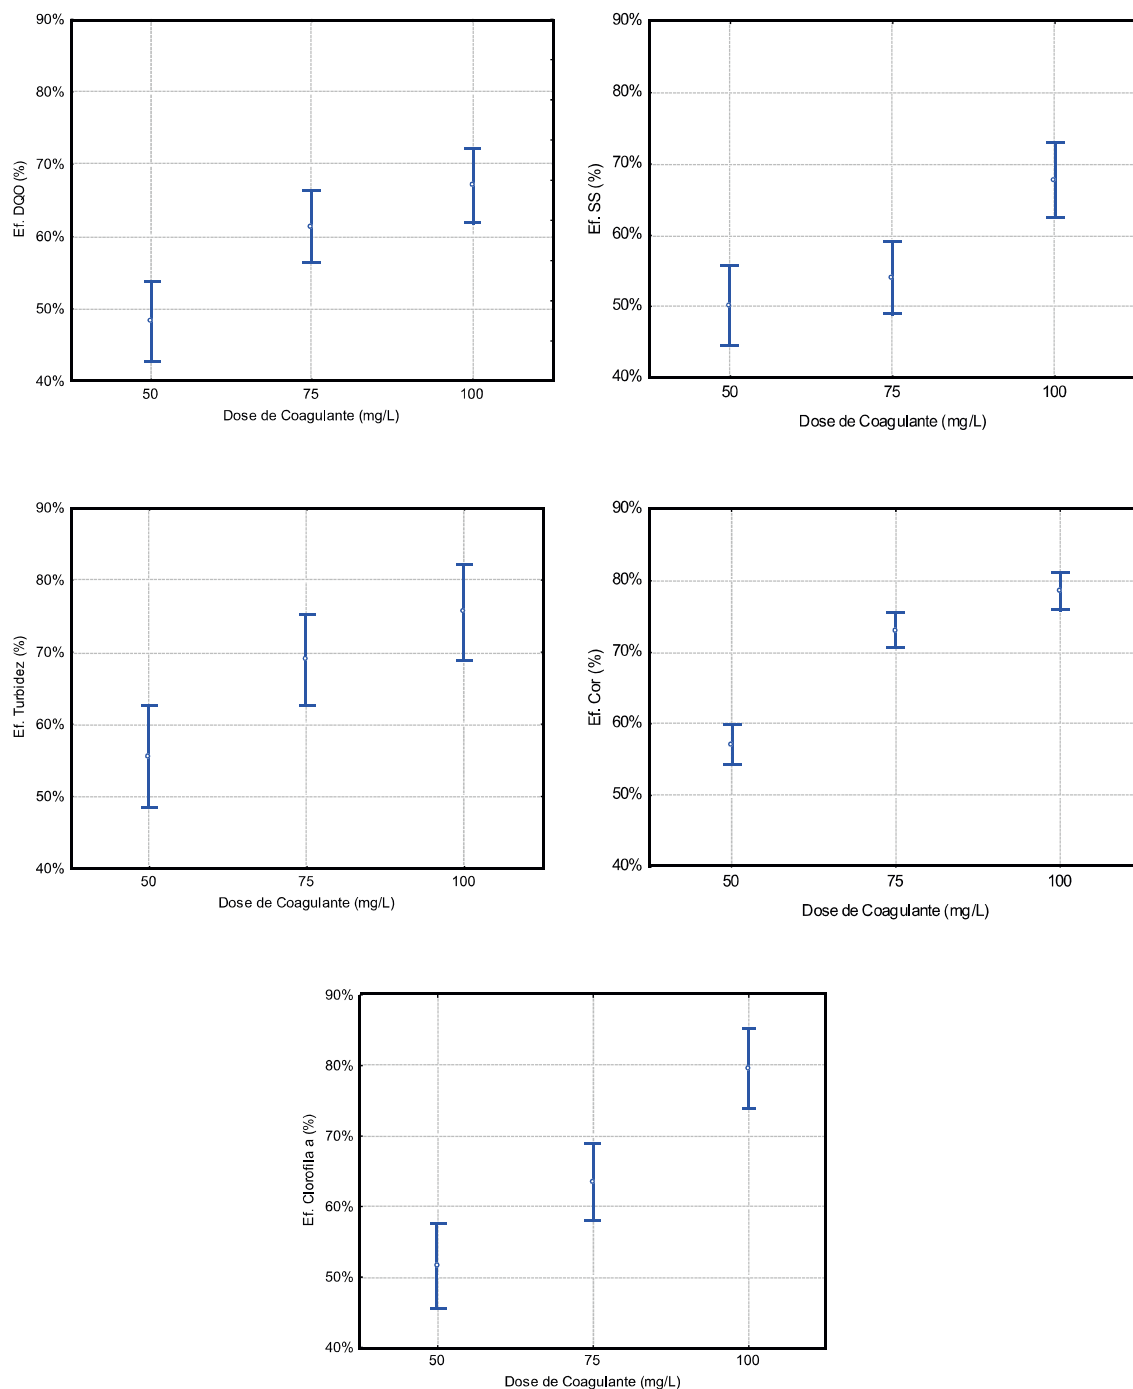 90%
80%
70%
60%
50%
40%
Ef. DQO (%)
50 75 100
Dose de Coagulante (mg/L)
90%
80%
70%
60%
50%
40%
Ef. SS (%)
50 75 100
Dose de Coagulante (mg/L)
90%
80%
70%
60%
50%
40%
Ef. Turbidez (%)
50 75 100
Dose de Coagulante (mg/L)
90%
80%
70%
60%
50%
40%
Ef. Cor (%)
50 75 100
Dose de Coagulante (mg/L)
90%
80%
70%
60%
50%
40%
Ef. Clorofila a (%)
50 75 100
Dose de Coagulante (mg/L)